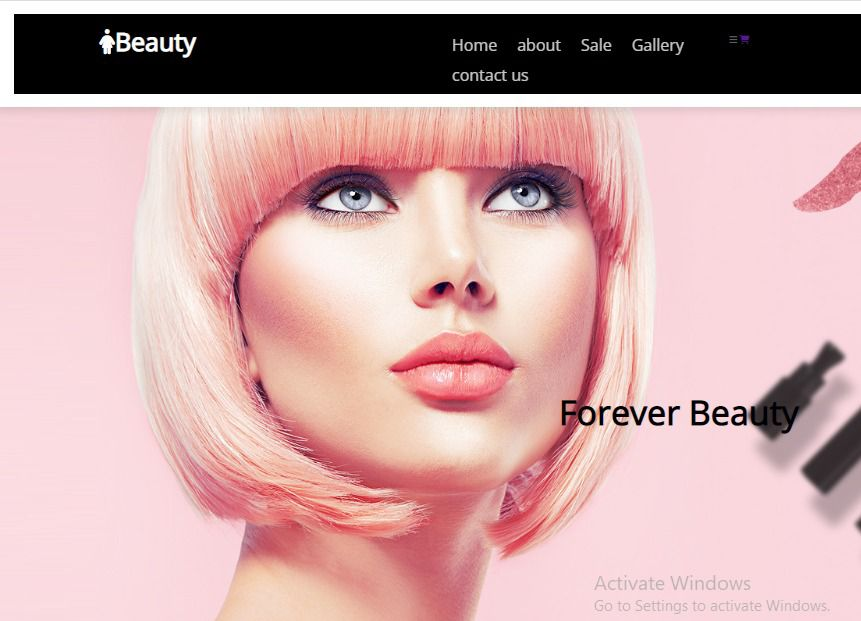 Beauty
Home about Sale Gallery
contact us
Forever Beauty
Activate Windows
Go to Settings to activate Windows.